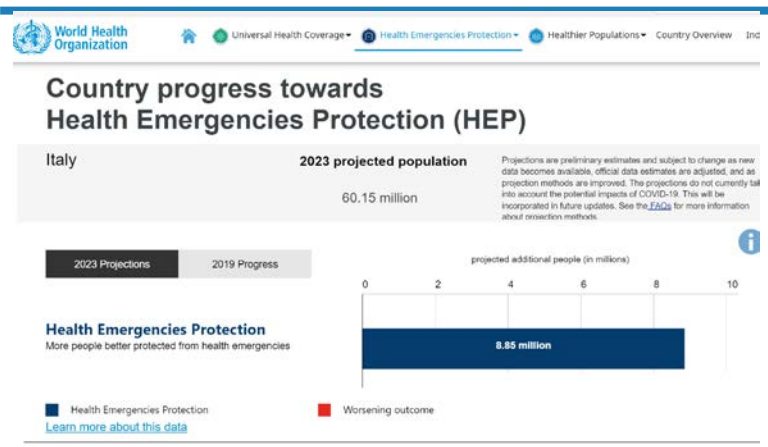 World Health
Organization
Universal Health Coverage
Health Emergencies Protection
Healthier Populations
Country Overview
Ind
Country progress towards
Health Emergencies Protection (HEP)
Italy
2023 projected population
60.15 million
Projections are preliminary estimates and subject to change as new
data becomes available, official data estimates are adjusted, and as
projection methods are improved. The projections do not currently tak
into account the potential impacts of COVID-19. This will be
incorporated in future updates. See the FAQs for more information
about projection methods.
2023 Projections
2019 Progress
projected additional people (in millions)
0 2 4 6 8 10
Health Emergencies Protection
More people better protected from health emergencies
8.85 million
Health Emergencies Protection
Worsening outcome
Learn more about this data